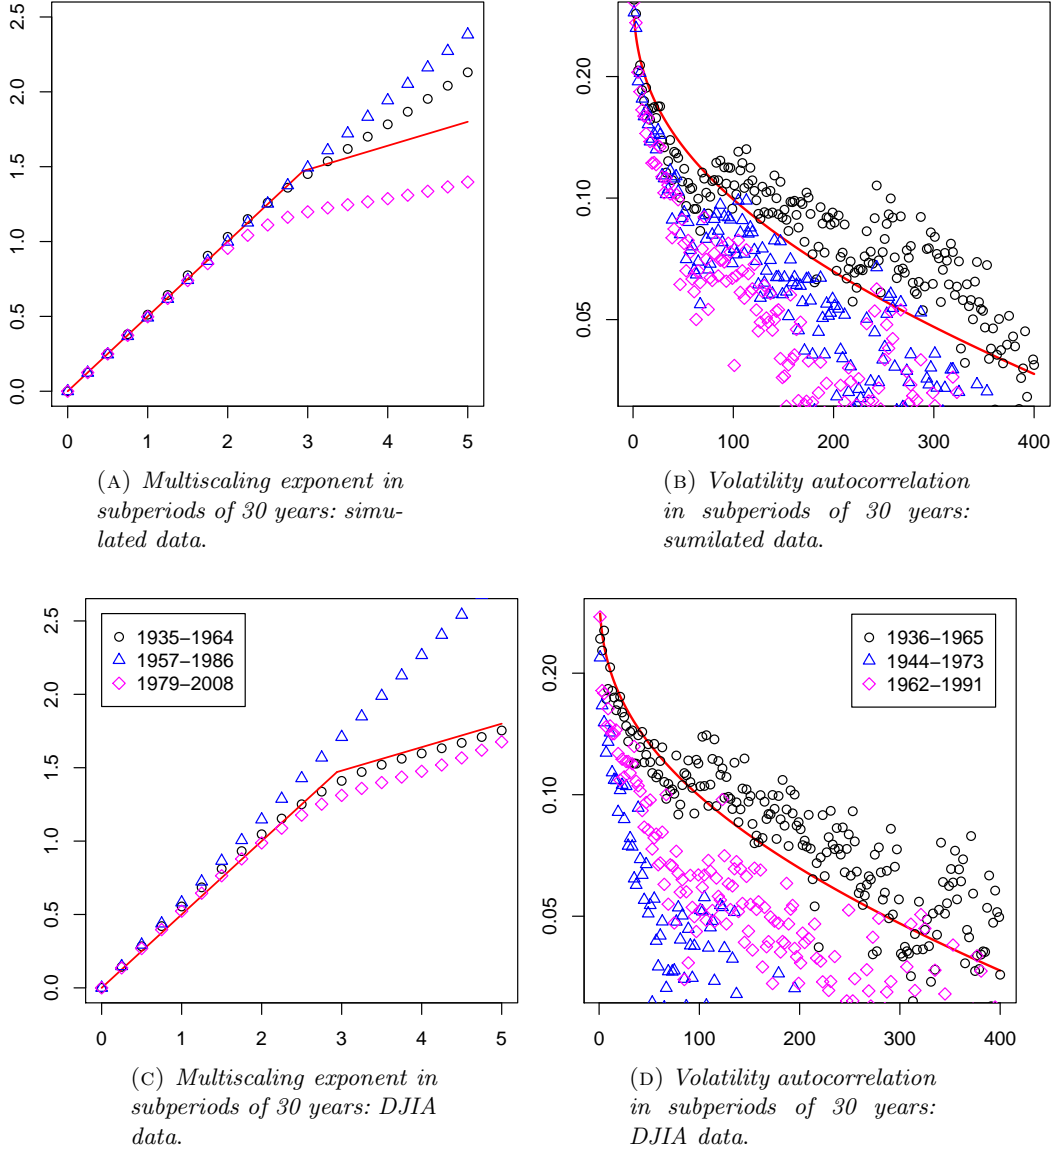 0.0 0.5 1.0 1.5 2.0 2.5
0 1 2 3 4 5
0.05 0.10 0.20
0 100 200 300 400
(A) Multiscaling exponent in
subperiods of 30 years: simu-
lated data.
(B) Volatility autocorrelation
in subperiods of 30 years:
sumilated data.
0.0 0.5 1.0 1.5 2.0 2.5
1935−1964
1957−1986
1979−2008
0 1 2 3 4 5
0.05 0.10 0.20
1936−1965
1944−1973
1962−1991
0 100 200 300 400
(C) Multiscaling exponent in
subperiods of 30 years: DJIA
data.
(D) Volatility autocorrelation
in subperiods of 30 years:
DJIA data.